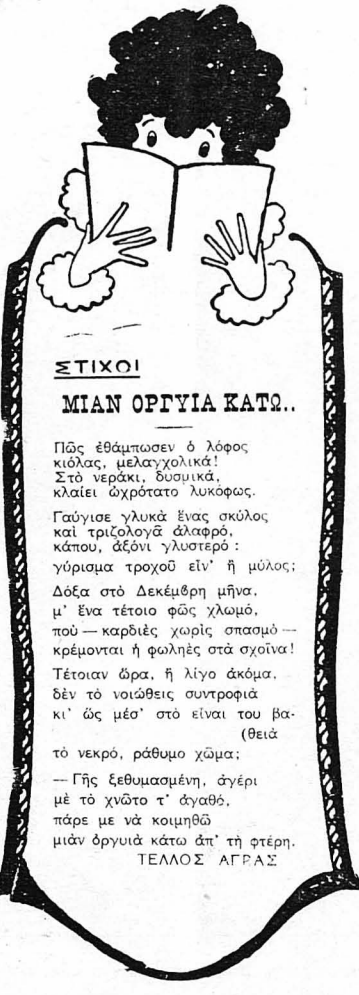 ΣΤΙΧΟΙ
ΜΙΑΝ ΟΡΓΥΙΑ ΚΑΤΩ..
Πῶς ἐθάμπωσεν ὁ λόφος
κιόλας, μελαγχολικά!
Στὸ νεράκι, δυσμικά,
κλαίει ὠχρότατο λυκόφως.
Γαύγισε γλυκὰ ἕνας σκύλος
καὶ τριζολογᾶ ἀλαφρό,
κάπου, ἀξόνι γλυστερό :
γύρισμα τροχοῦ εἶν' ἢ μύλος;
Δόξα στὸ Δεκέμβρη μῆνα,
μ' ἕνα τέτοιο φῶς χλωμό,
ποὺ — καρδιὲς χωρὶς σπασμὸ —
κρέμονται ἡ φωληὲς στὰ σχοῖνα!
Τέτοιαν ὥρα, ἢ λίγο ἀκόμα,
δὲν τὸ νοιώθεις συντροφιὰ
κι' ὣς μέσ' στὸ εἶναι του βα-
(θειὰ
τὸ νεκρό, ράθυμο χῶμα;
— Γῆς ξεθυμασμένη, ἀγέρι
μὲ τὸ χνῶτο τ' ἀγαθό,
πάρε με νὰ κοιμηθῶ
μιὰν ὀργυιὰ κάτω ἀπ' τὴ φτέρη.
ΤΕΛΛΟΣ ΑΓΡΑΣ